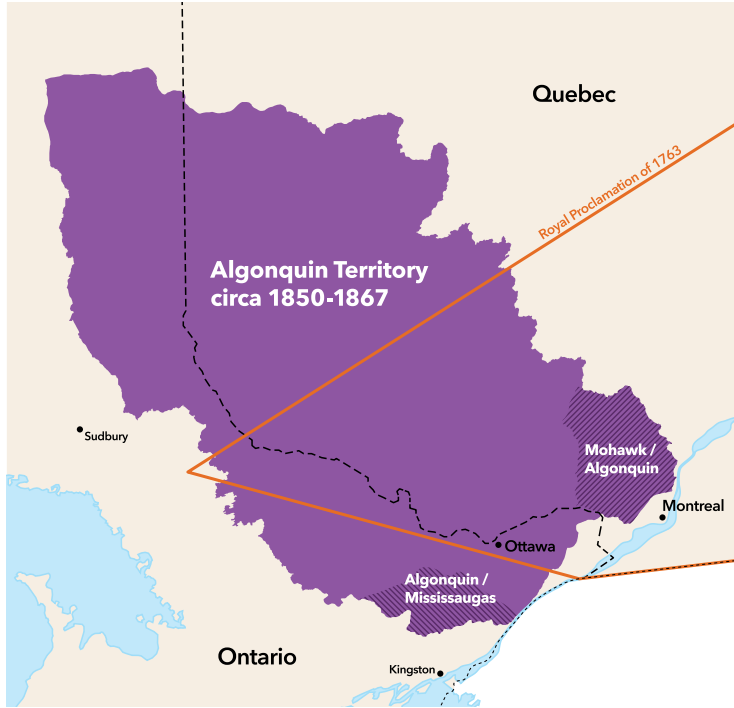 Quebec
Royal Proclamation of 1763
Algonquin Territory
circa 1850-1867
Sudbury
Mohawk /
Algonquin
Montreal
Ottawa
Algonquin /
Mississaugas
Ontario
Kingston